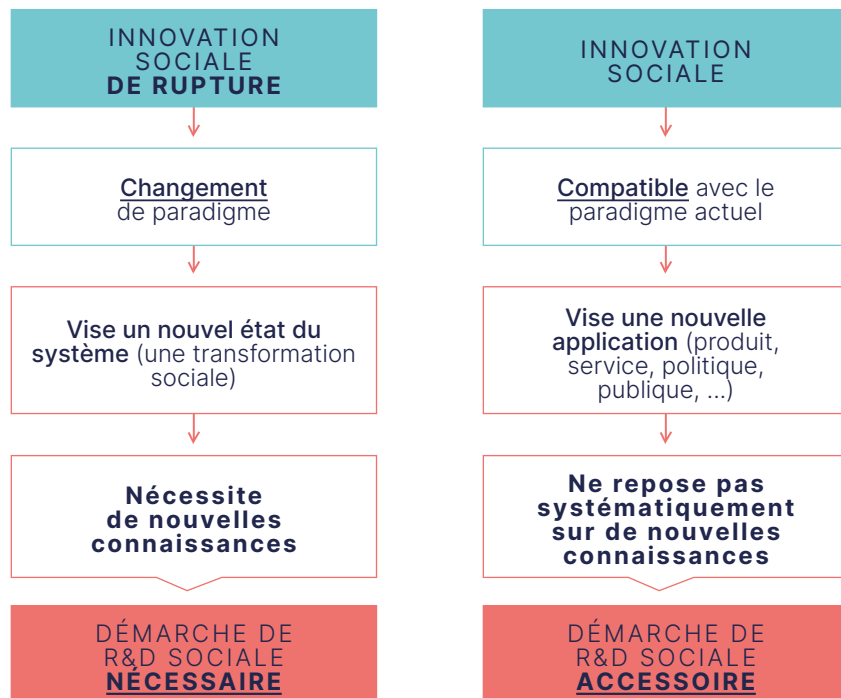 INNOVATION
SOCIALE
DE RUPTURE
Changement
de paradigme
Vise un nouvel état du
système (une transformation
sociale)
Nécessite
de nouvelles
connaissances
DÉMARCHE DE
R&D SOCIALE
NÉCESSAIRE
INNOVATION
SOCIALE
Compatible avec le
paradigme actuel
Vise une nouvelle
application (produit,
service, politique,
publique, ...)
Ne repose pas
systématiquement
sur de nouvelles
connaissances
DÉMARCHE DE
R&D SOCIALE
ACCESSOIRE